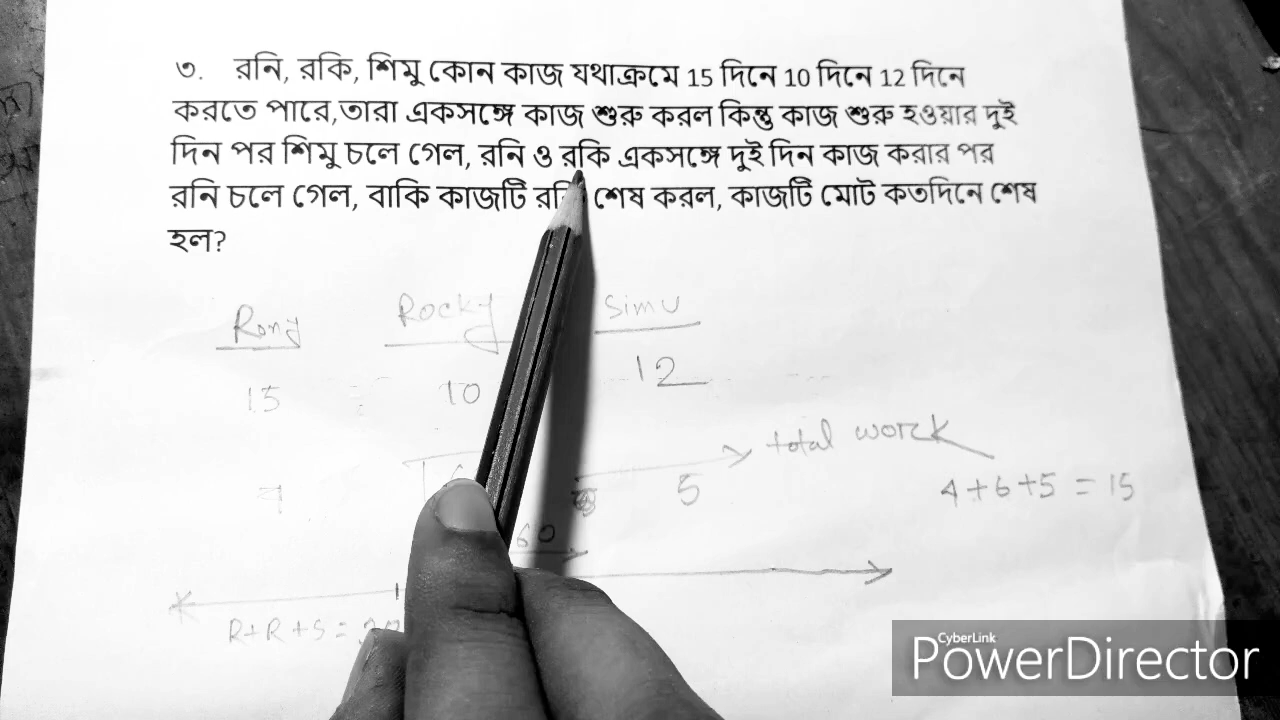 ৩. রনি, রকি, শিমু কোন কাজ যথাক্রমে 15 দিনে 10 দিনে 12 দিনে
করতে পারে,তারা একসঙ্গে কাজ শুরু করল কিন্তু কাজ শুরু হওয়ার দুই
দিন পর শিমু চলে গেল, রনি ও রকি একসঙ্গে দুই দিন কাজ করার পর
রনি চলে গেল, বাকি কাজটি শেষ করল, কাজটি মোট কতদিনে শেষ
হল?
Rony Rocky Simu
15 10 12
total worck
4 5 4+6+5 = 15
60
R+R+S =
CyberLink
PowerDirector